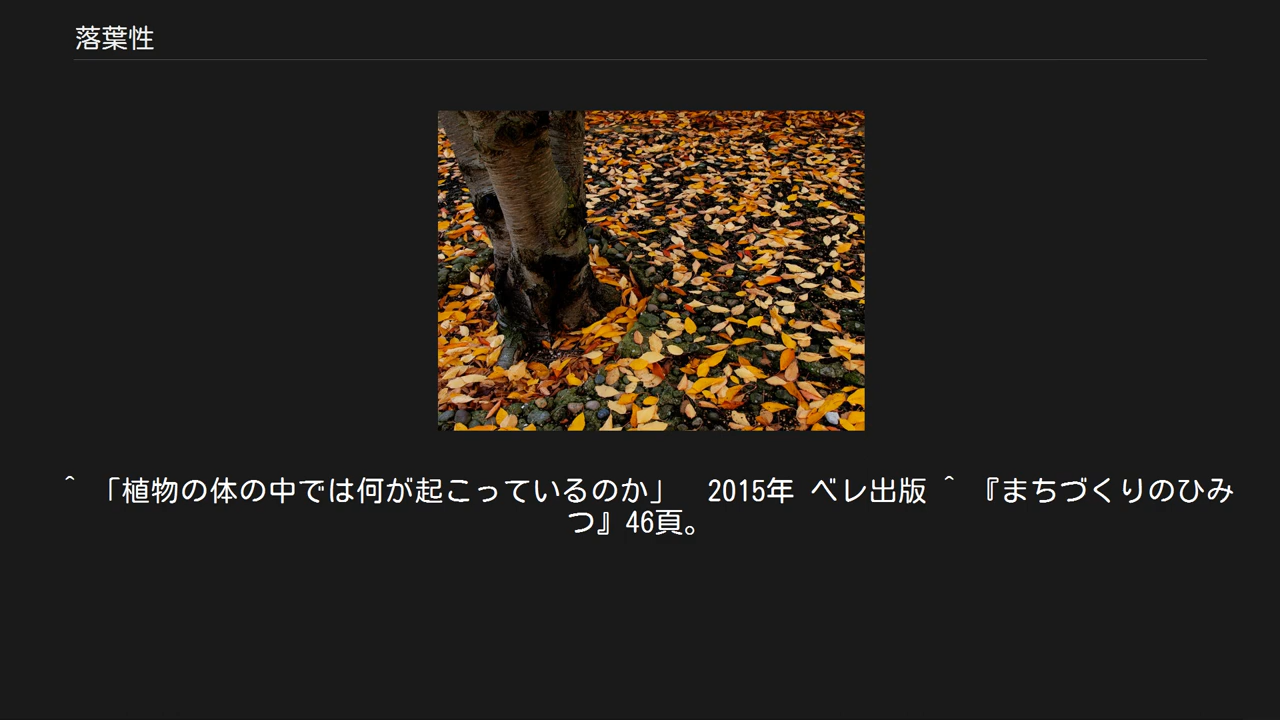 落葉性
^ 「植物の体の中では何が起こっているのか」　2015年 ベレ出版 ^ 『まちづくりのひみ
つ』46頁。